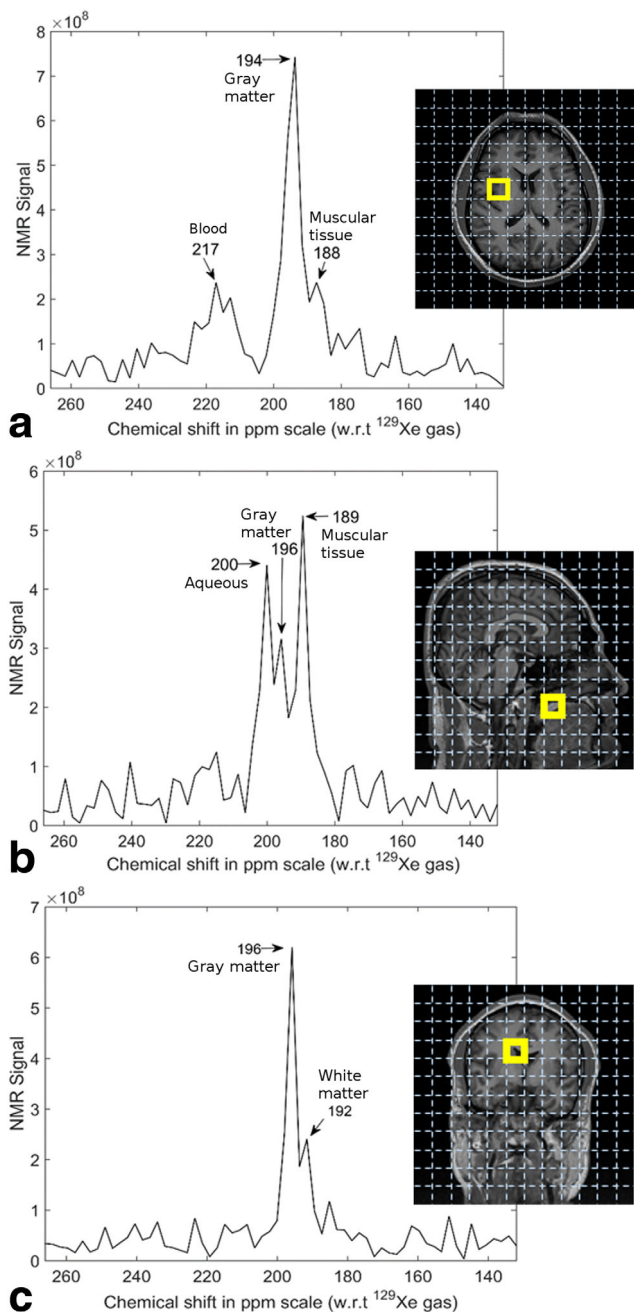 ×10⁸
8
7
6
5
4
3
2
1
0
NMR Signal
194
Gray
matter
Blood
217
Muscular
tissue
188
260 240 220 200 180 160 140
Chemical shift in ppm scale (w.r.t ¹²⁹Xe gas)
a
×10⁸
6
5
4
3
2
1
0
NMR Signal
Gray
matter
196
189
Muscular
tissue
200
Aqueous
260 240 220 200 180 160 140
Chemical shift in ppm scale (w.r.t ¹²⁹Xe gas)
b
×10⁸
7
6
5
4
3
2
1
0
NMR Signal
196
Gray matter
White
matter
192
260 240 220 200 180 160 140
Chemical shift in ppm scale (w.r.t ¹²⁹Xe gas)
c